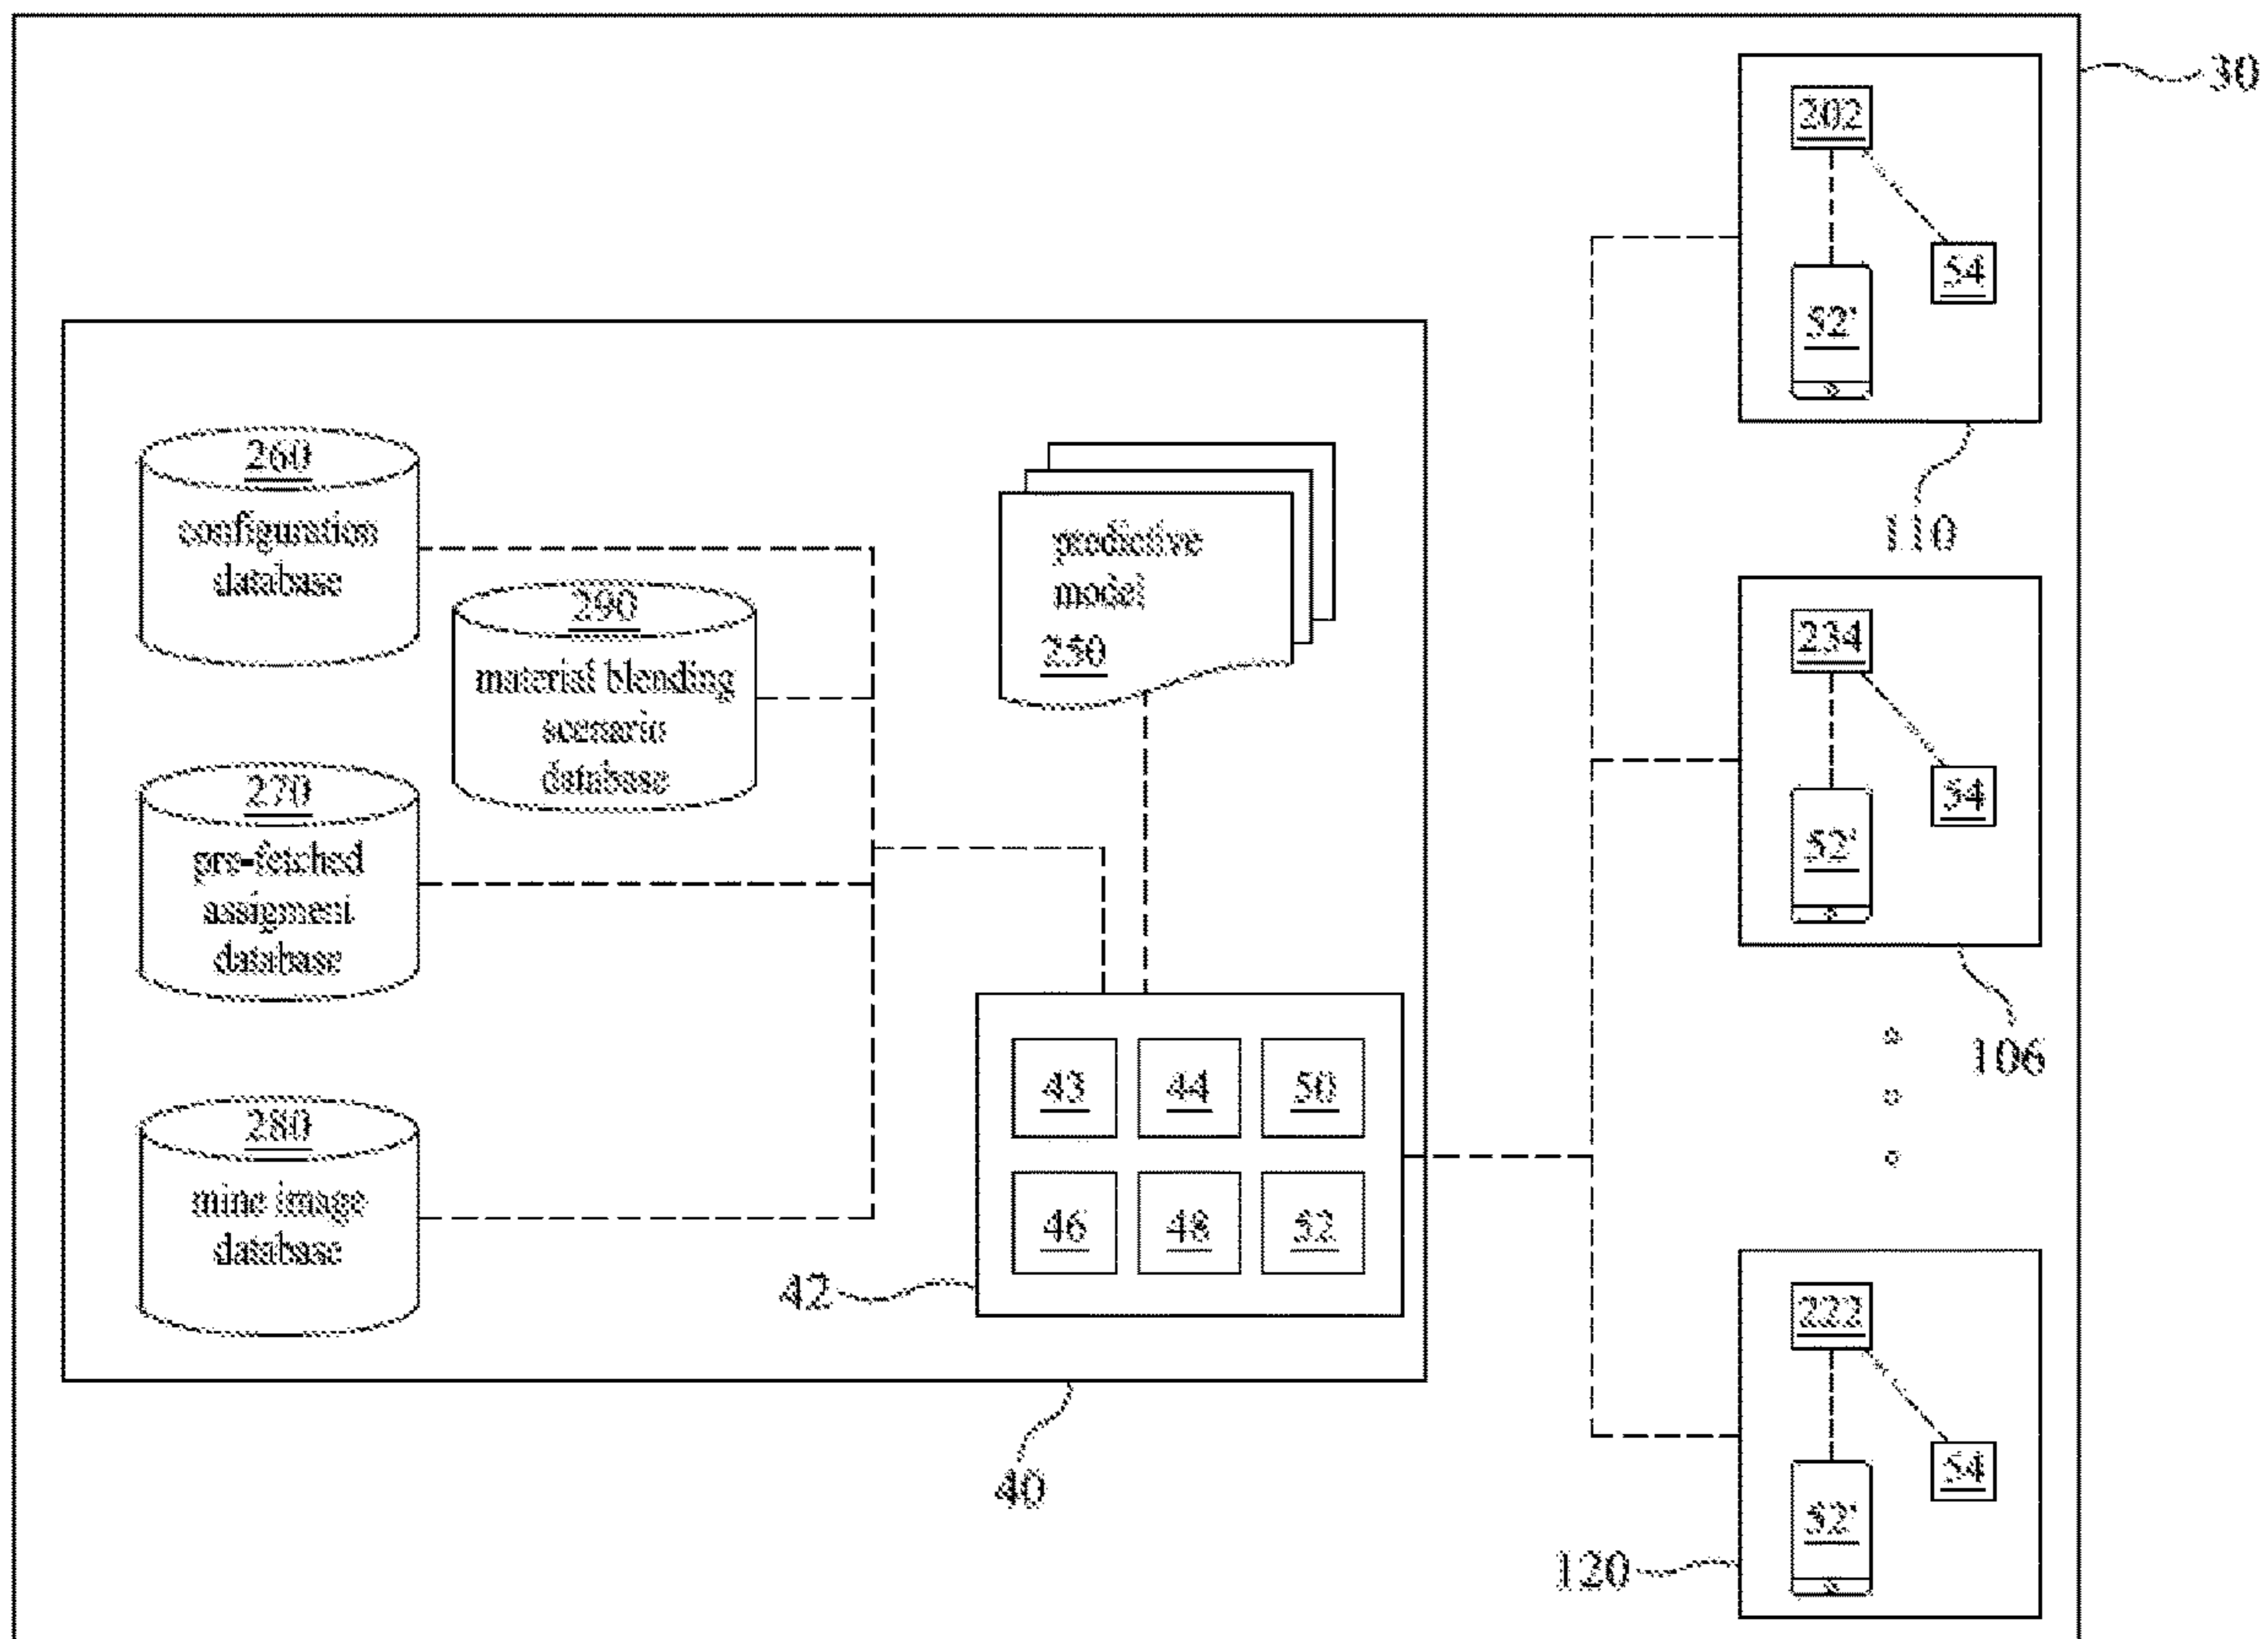 30
202
54
52'
110
260
configuration
database
290
material blending
scenario
database
predictive
model
250
234
54
52'
106
270
pre-fetched
assigment
database
280
mine image
database
43
44
50
46
48
52
42
40
222
54
52'
120